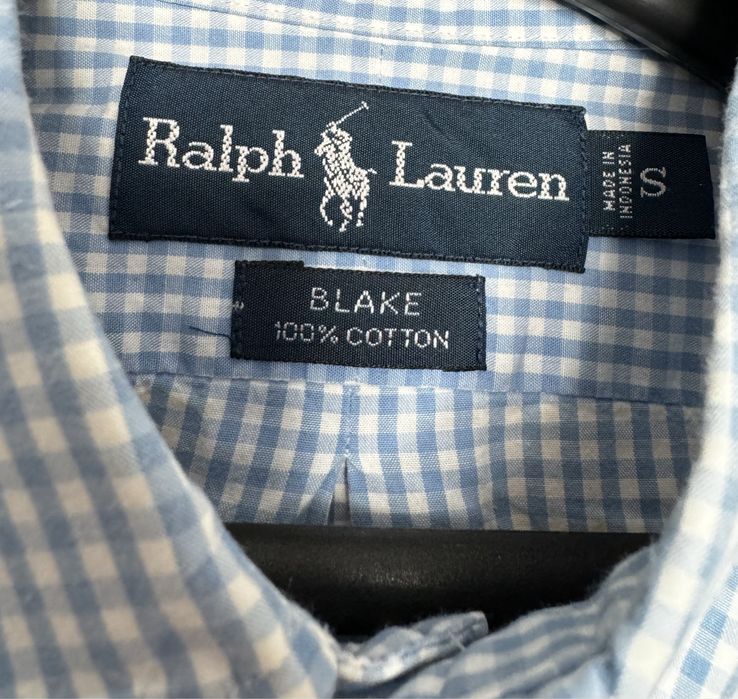 Ralph Lauren
MADE IN
INDONESIA
S
BLAKE
100% COTTON